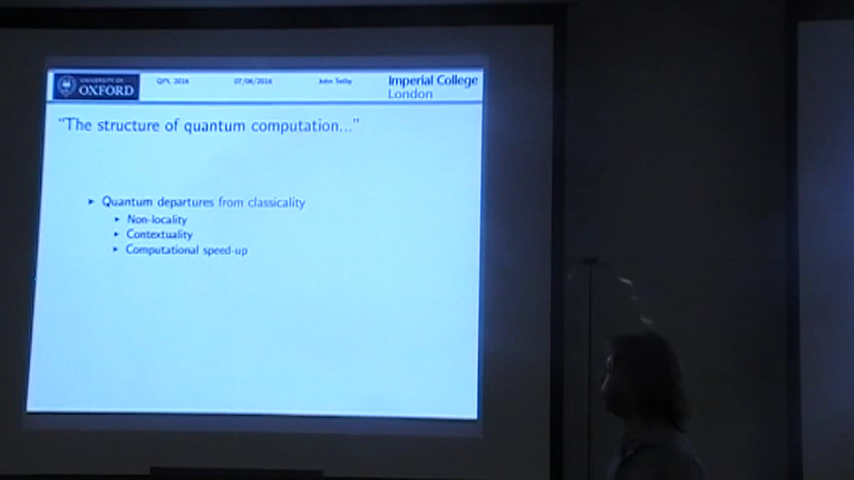 UNIVERSITY OF
OXFORD
QPL 2016
07/06/2016
John Selby
Imperial College
London
"The structure of quantum computation..."
Quantum departures from classicality
Non-locality
Contextuality
Computational speed-up